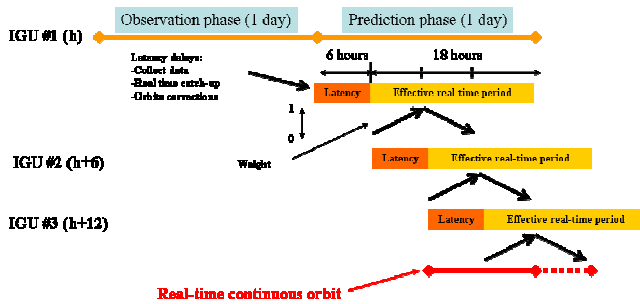 Observation phase (1 day)
Prediction phase (1 day)
IGU #1 (h)
Latency delays:
-Collect data
-Real time catch-up
-Orbits corrections
6 hours
18 hours
Latency
Effective real-time period
1
0
Weight
IGU #2 (h+6)
Latency
Effective real-time period
IGU #3 (h+12)
Latency
Effective real-time period
Real-time continuous orbit